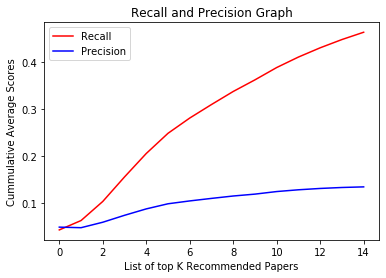 Recall and Precision Graph
Recall
Precision
Cummulative Average Scores
0.4
0.3
0.2
0.1
0 2 4 6 8 10 12 14
List of top K Recommended Papers